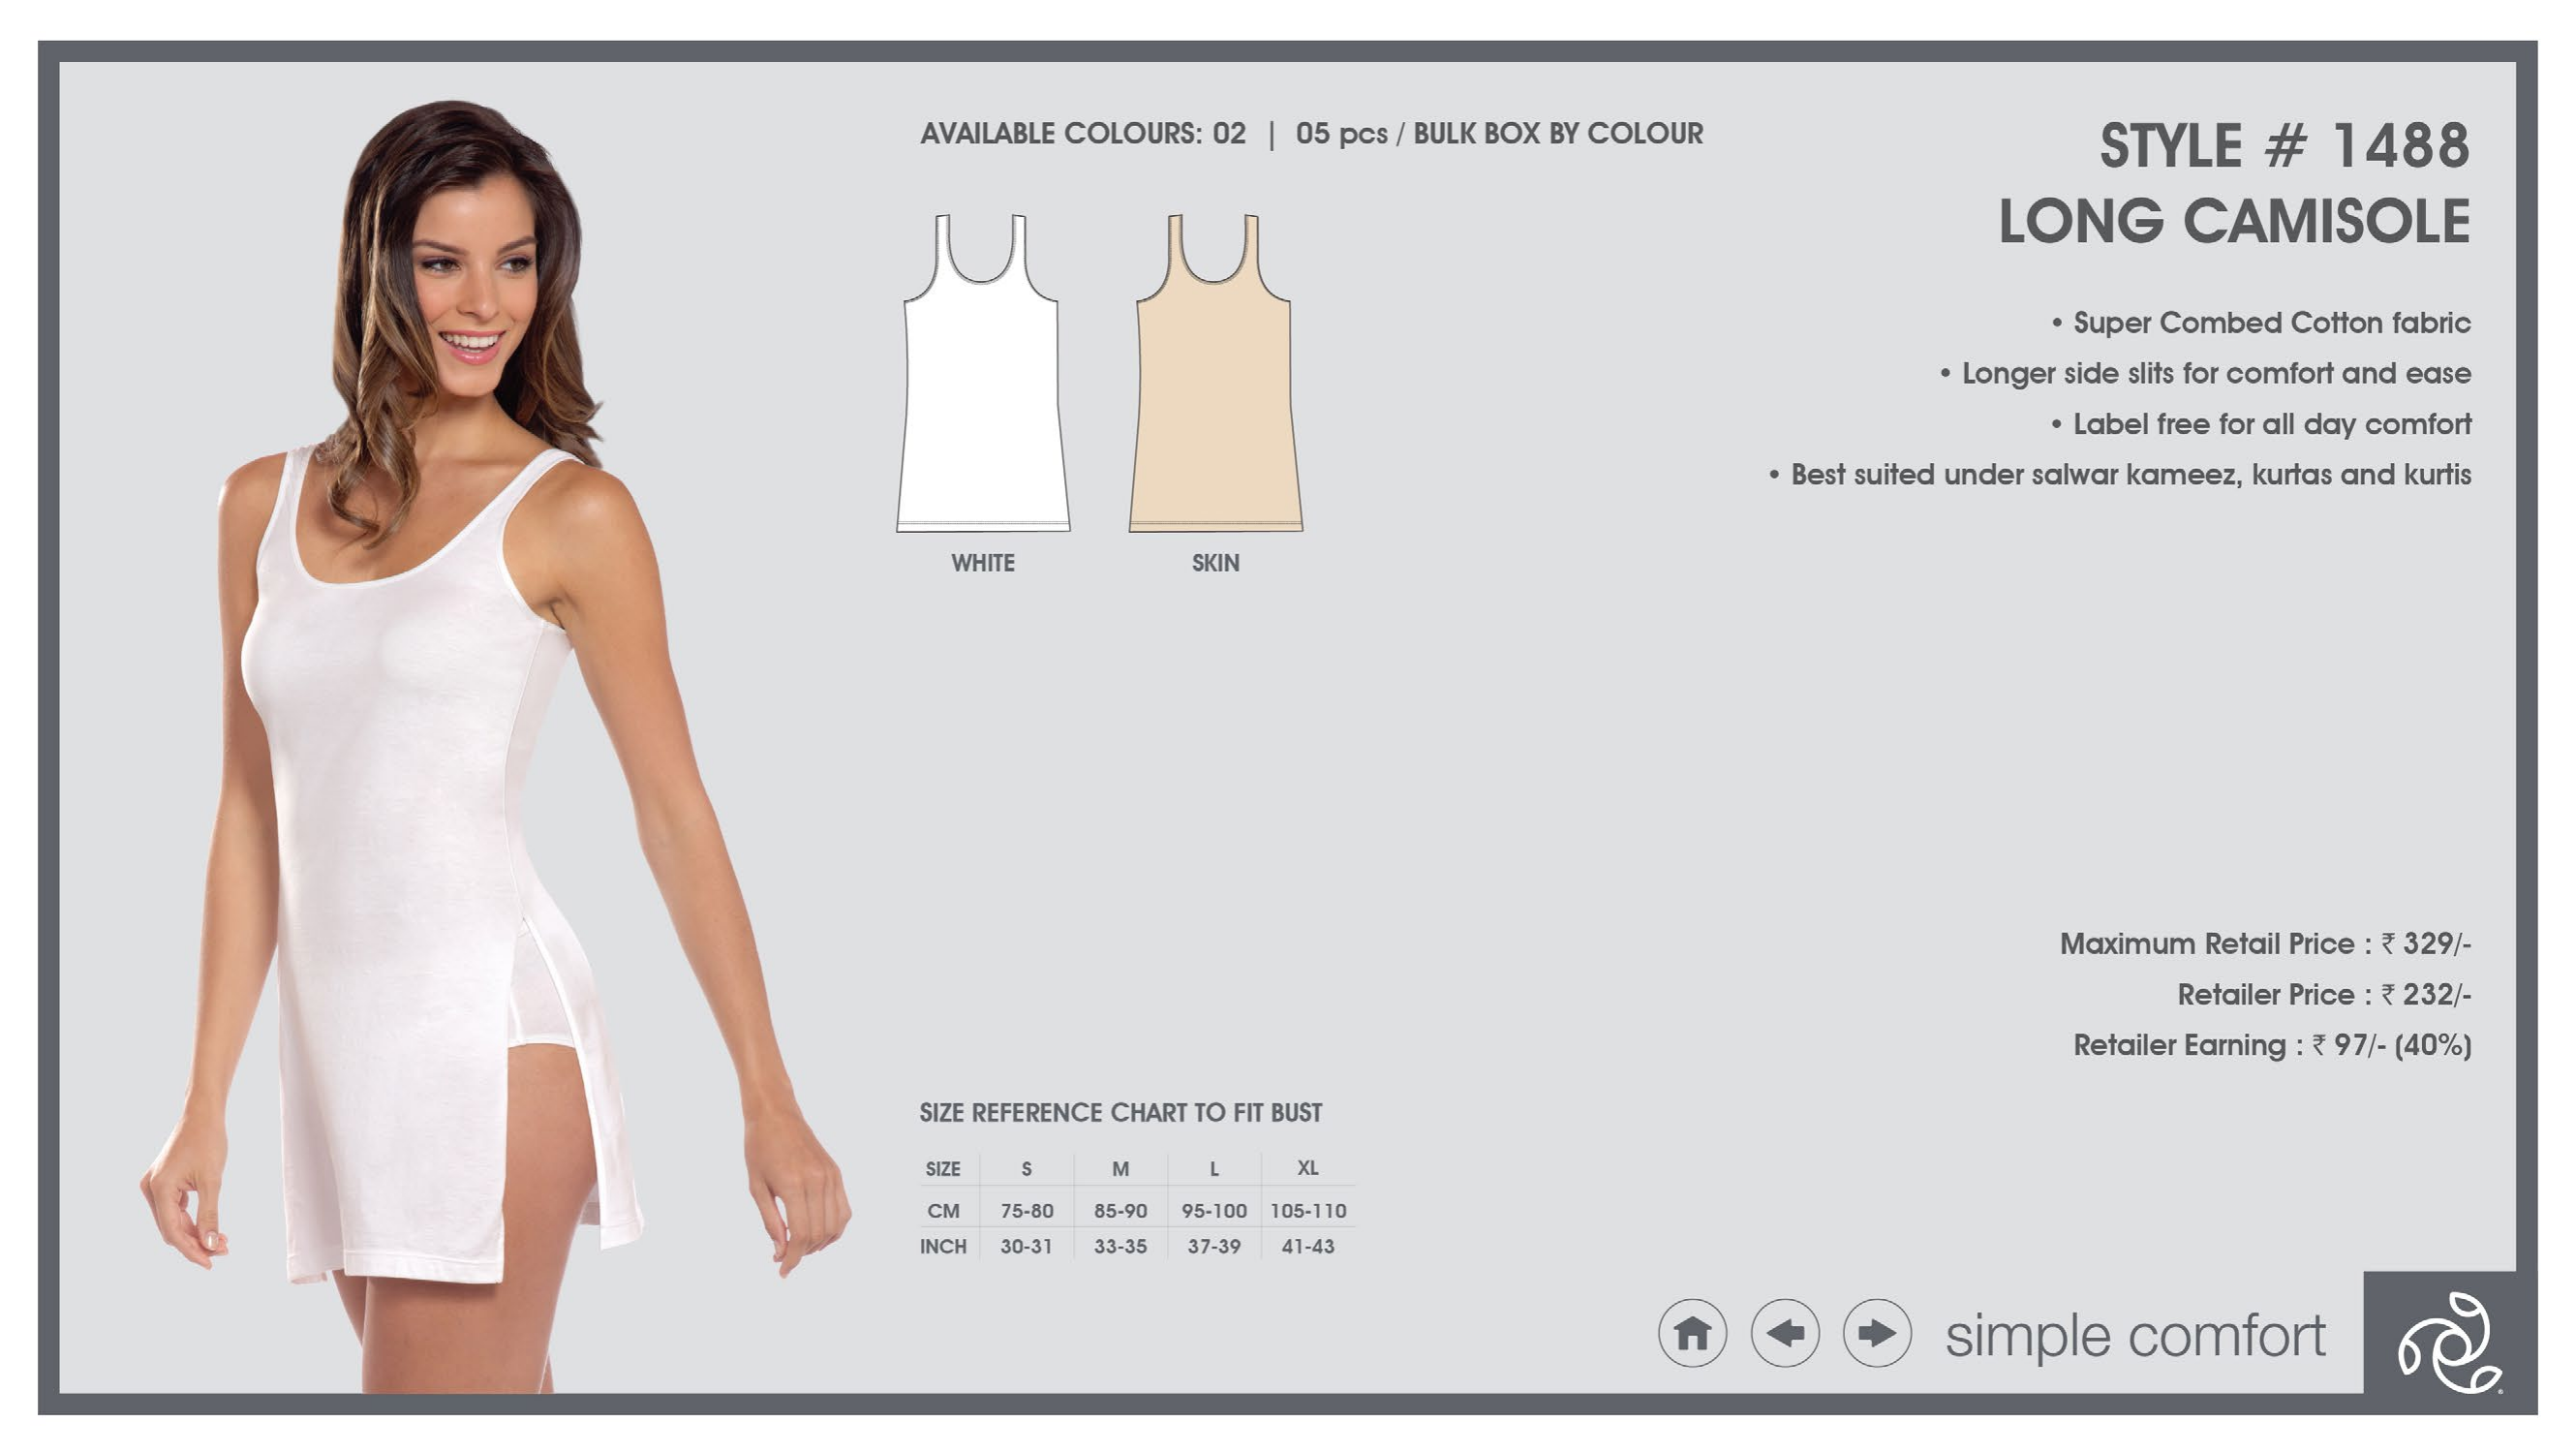 AVAILABLE COLOURS: 02 | 05 pcs / BULK BOX BY COLOUR
WHITE
SKIN
STYLE # 1488
LONG CAMISOLE
• Super Combed Cotton fabric
• Longer side slits for comfort and ease
• Label free for all day comfort
• Best suited under salwar kameez, kurtas and kurtis
Maximum Retail Price : ₹ 329/-
Retailer Price : ₹ 232/-
Retailer Earning : ₹ 97/- (40%)
SIZE REFERENCE CHART TO FIT BUST
SIZE S M L XL
CM 75-80 85-90 95-100 105-110
INCH 30-31 33-35 37-39 41-43
simple comfort